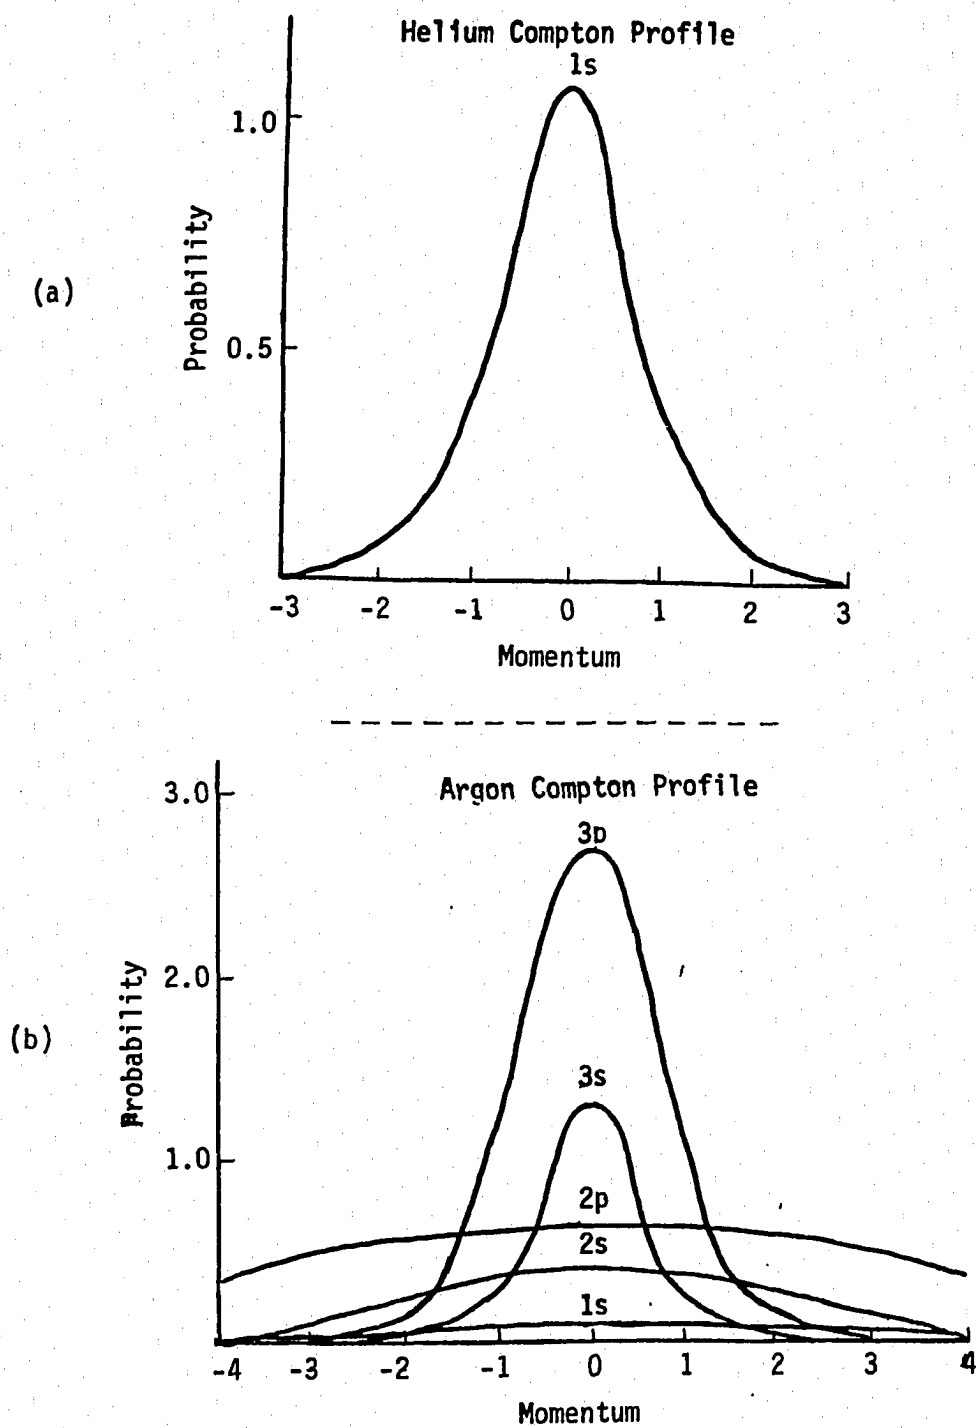 Helium Compton Profile
1s
1.0
Probability
(a)
0.5
-3 -2 -1 0 1 2 3
Momentum
3.0
Argon Compton Profile
3p
2.0
Probability
(b)
3s
1.0
2p
2s
1s
-4 -3 -2 -1 0 1 2 3 4
Momentum